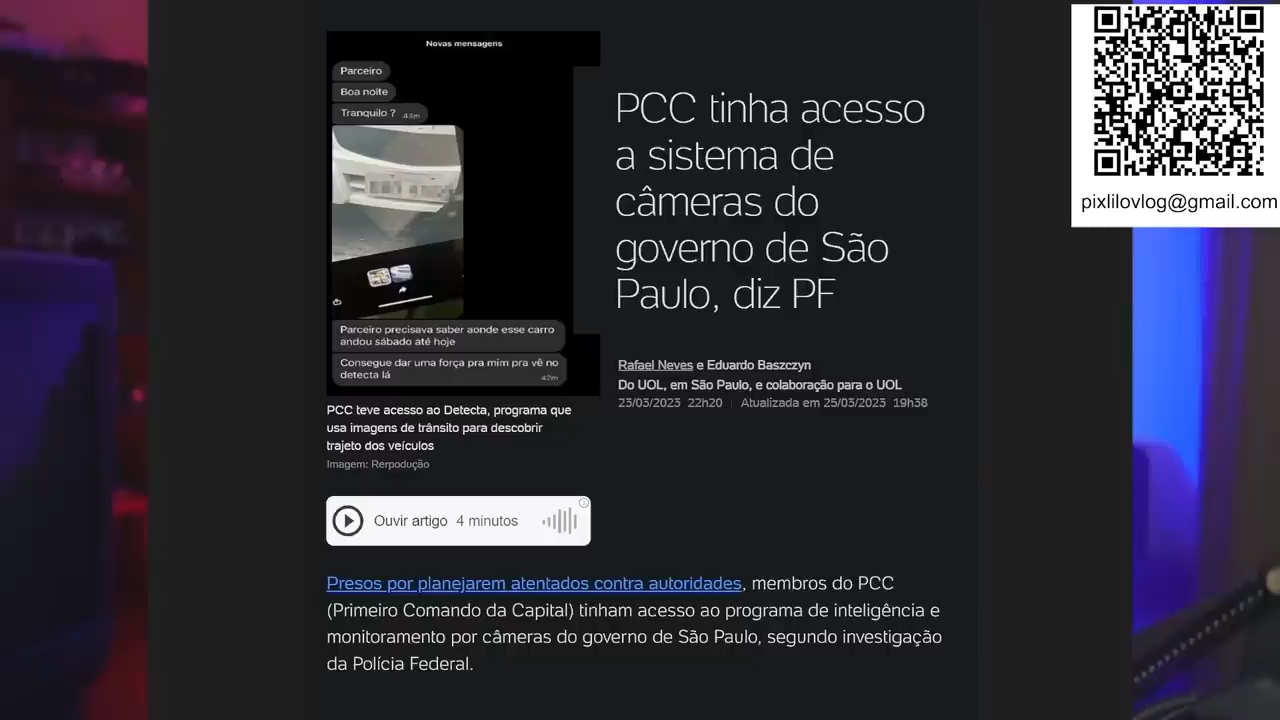 Novas mensagens
Parceiro
Boa noite
Tranquilo ? 43m
Parceiro precisava saber aonde esse carro
andou sábado até hoje
Consegue dar uma força pra mim pra vê no
detecta lá
42m
PCC teve acesso ao Detecta, programa que
usa imagens de trânsito para descobrir
trajeto dos veículos
Imagem: Rerpodução
PCC tinha acesso
a sistema de
câmeras do
governo de São
Paulo, diz PF
Rafael Neves e Eduardo Baszczyn
Do UOL, em São Paulo, e colaboração para o UOL
23/03/2023 22h20 | Atualizada em 25/03/2023 19h38
Ouvir artigo 4 minutos
Presos por planejarem atentados contra autoridades, membros do PCC
(Primeiro Comando da Capital) tinham acesso ao programa de inteligência e
monitoramento por câmeras do governo de São Paulo, segundo investigação
da Polícia Federal.
pixlilovlog@gmail.com